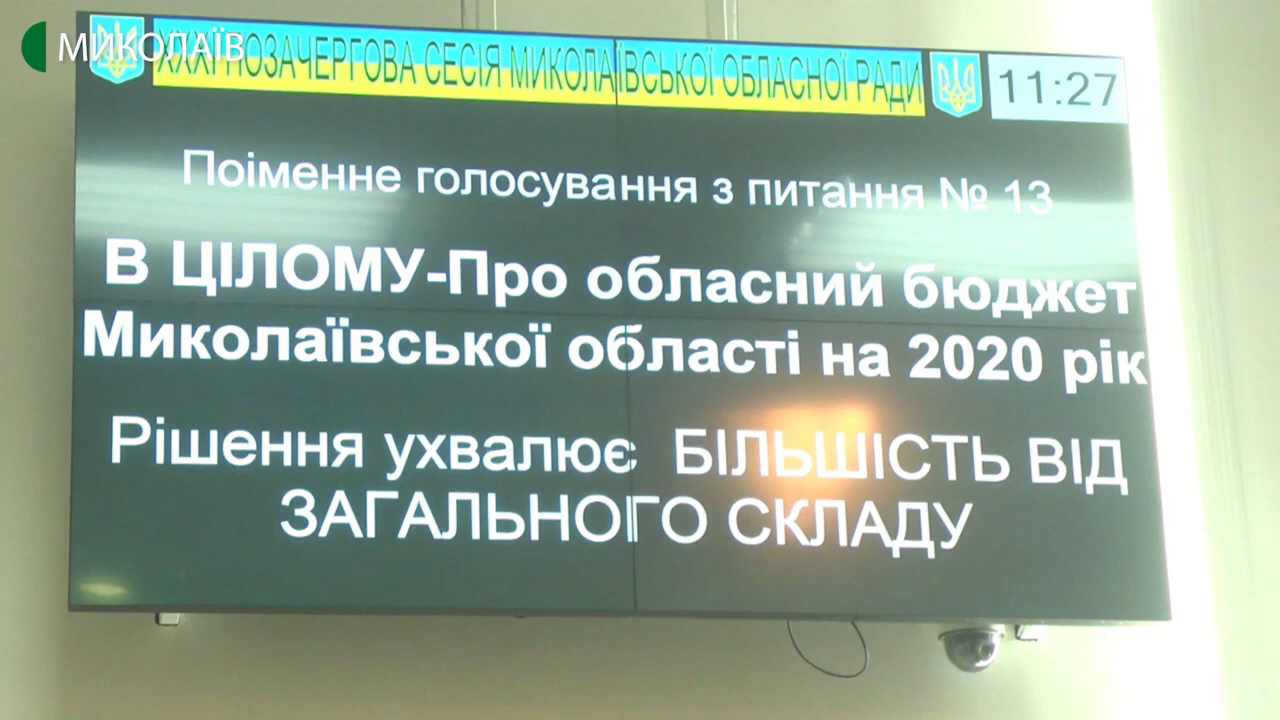 МИКОЛАЇВ
ПОЗАЧЕРГОВА СЕСІЯ МИКОЛАЇВСЬКОЇ ОБЛАСНОЇ РАДИ
11:27
Поіменне голосування з питання № 13
В ЦІЛОМУ-Про обласний бюджет
Миколаївської області на 2020 рік
Рішення ухвалює БІЛЬШІСТЬ ВІД
ЗАГАЛЬНОГО СКЛАДУ